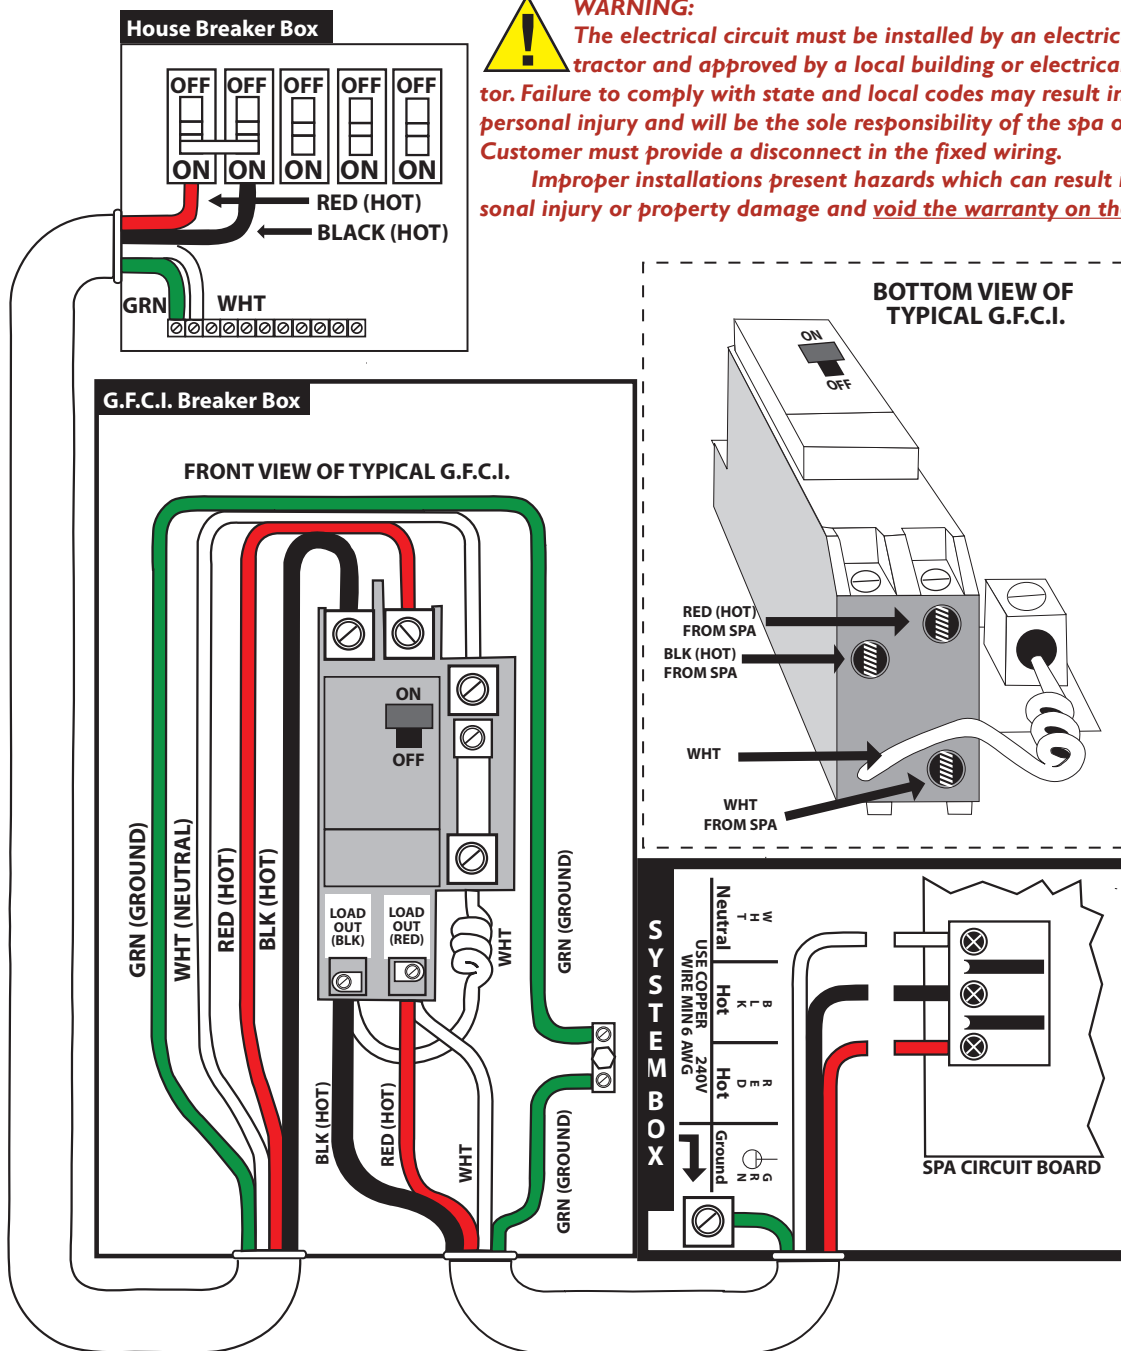 House Breaker Box
OFF OFF OFF OFF OFF
ON ON ON ON ON
RED (HOT)
BLACK (HOT)
GRN
WHT
!
WARNING:
The electrical circuit must be installed by an electric
tractor and approved by a local building or electrica
tor. Failure to comply with state and local codes may result in
personal injury and will be the sole responsibility of the spa o
Customer must provide a disconnect in the fixed wiring.
Improper installations present hazards which can result
sonal injury or property damage and void the warranty on the
G.F.C.I. Breaker Box
FRONT VIEW OF TYPICAL G.F.C.I.
ON
OFF
GRN (GROUND)
WHT (NEUTRAL)
RED (HOT)
BLK (HOT)
LOAD
OUT
(BLK)
LOAD
OUT
(RED)
WHT
GRN (GROUND)
BLK (HOT)
RED (HOT)
WHT
GRN (GROUND)
BOTTOM VIEW OF
TYPICAL G.F.C.I.
ON
OFF
RED (HOT)
FROM SPA
BLK (HOT)
FROM SPA
WHT
WHT
FROM SPA
SYSTEM BOX
Neutral
WHT
Hot
BLK
Hot
RED
Ground
GRN
USE COPPER 240V
WIRE MIN 6 AWG
SPA CIRCUIT BOARD